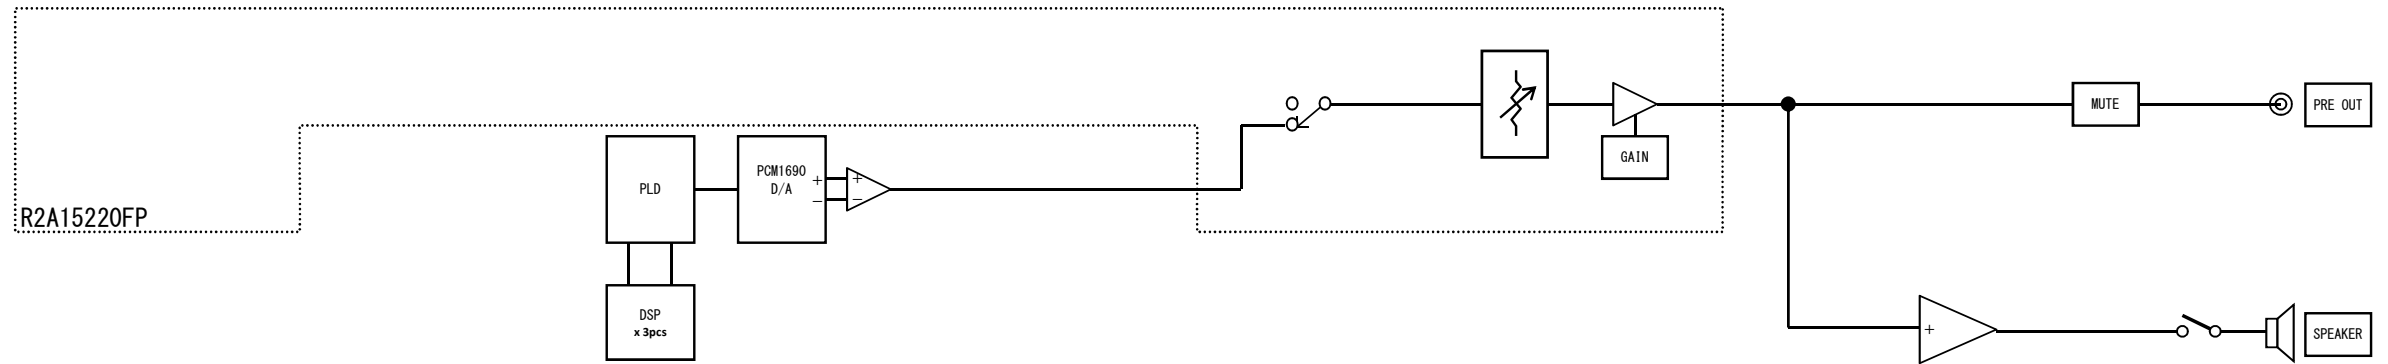 PRE OUT
MUTE
GAIN
PCM1690
D/A
+
−
+
−
PLD
R2A15220FP
DSP
x 3pcs
+
SPEAKER